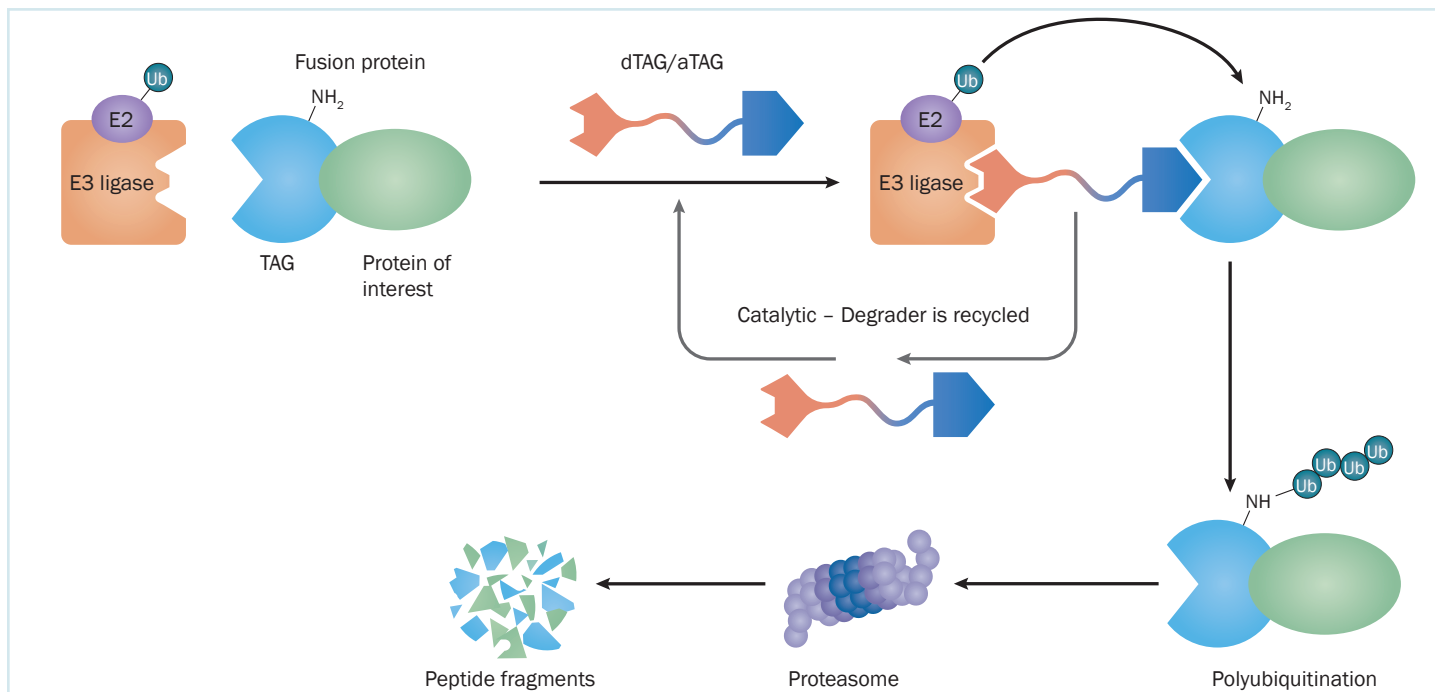 Fusion protein
Ub
NH₂
E2
E3 ligase
TAG
Protein of
interest
dTAG/aTAG
Ub
NH₂
E2
E3 ligase
Catalytic – Degrader is recycled
Ub Ub Ub Ub
NH
Peptide fragments
Proteasome
Polyubiquitination